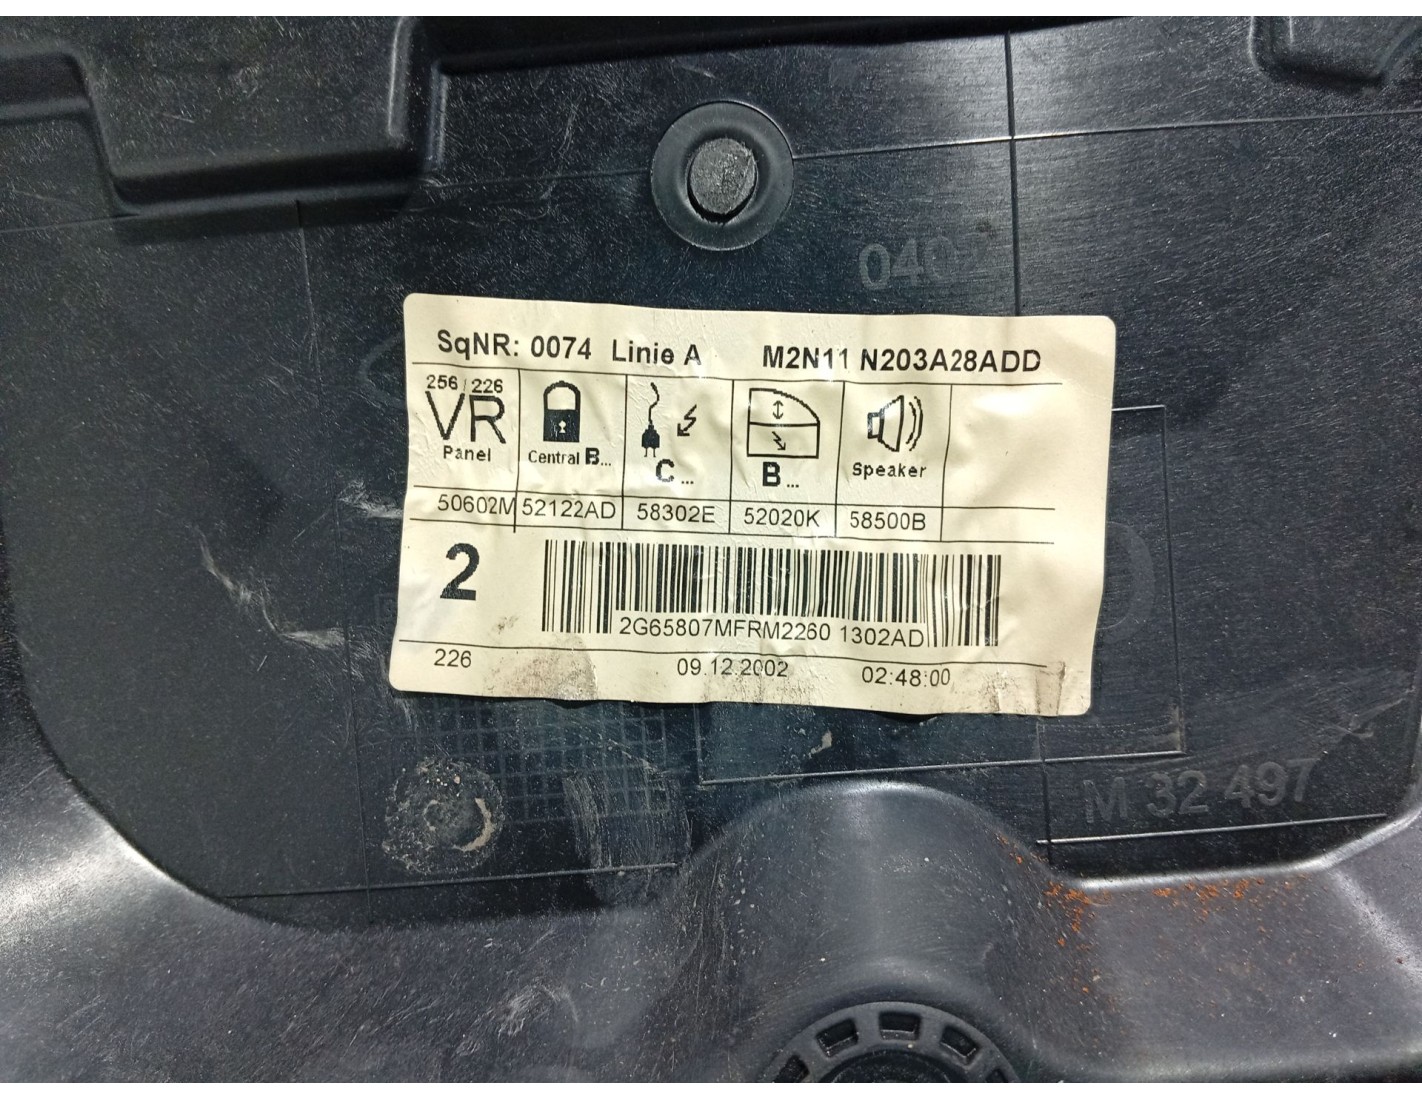 SqNR: 0074 Linie A M2N11 N203A28ADD
256 / 226
VR
Panel
Central B...
C ...
B ...
Speaker
50602M 52122AD 58302E 52020K 58500B
2
2G65807MFRM2260 1302AD
226 09.12.2002 02:48:00
M 32 497